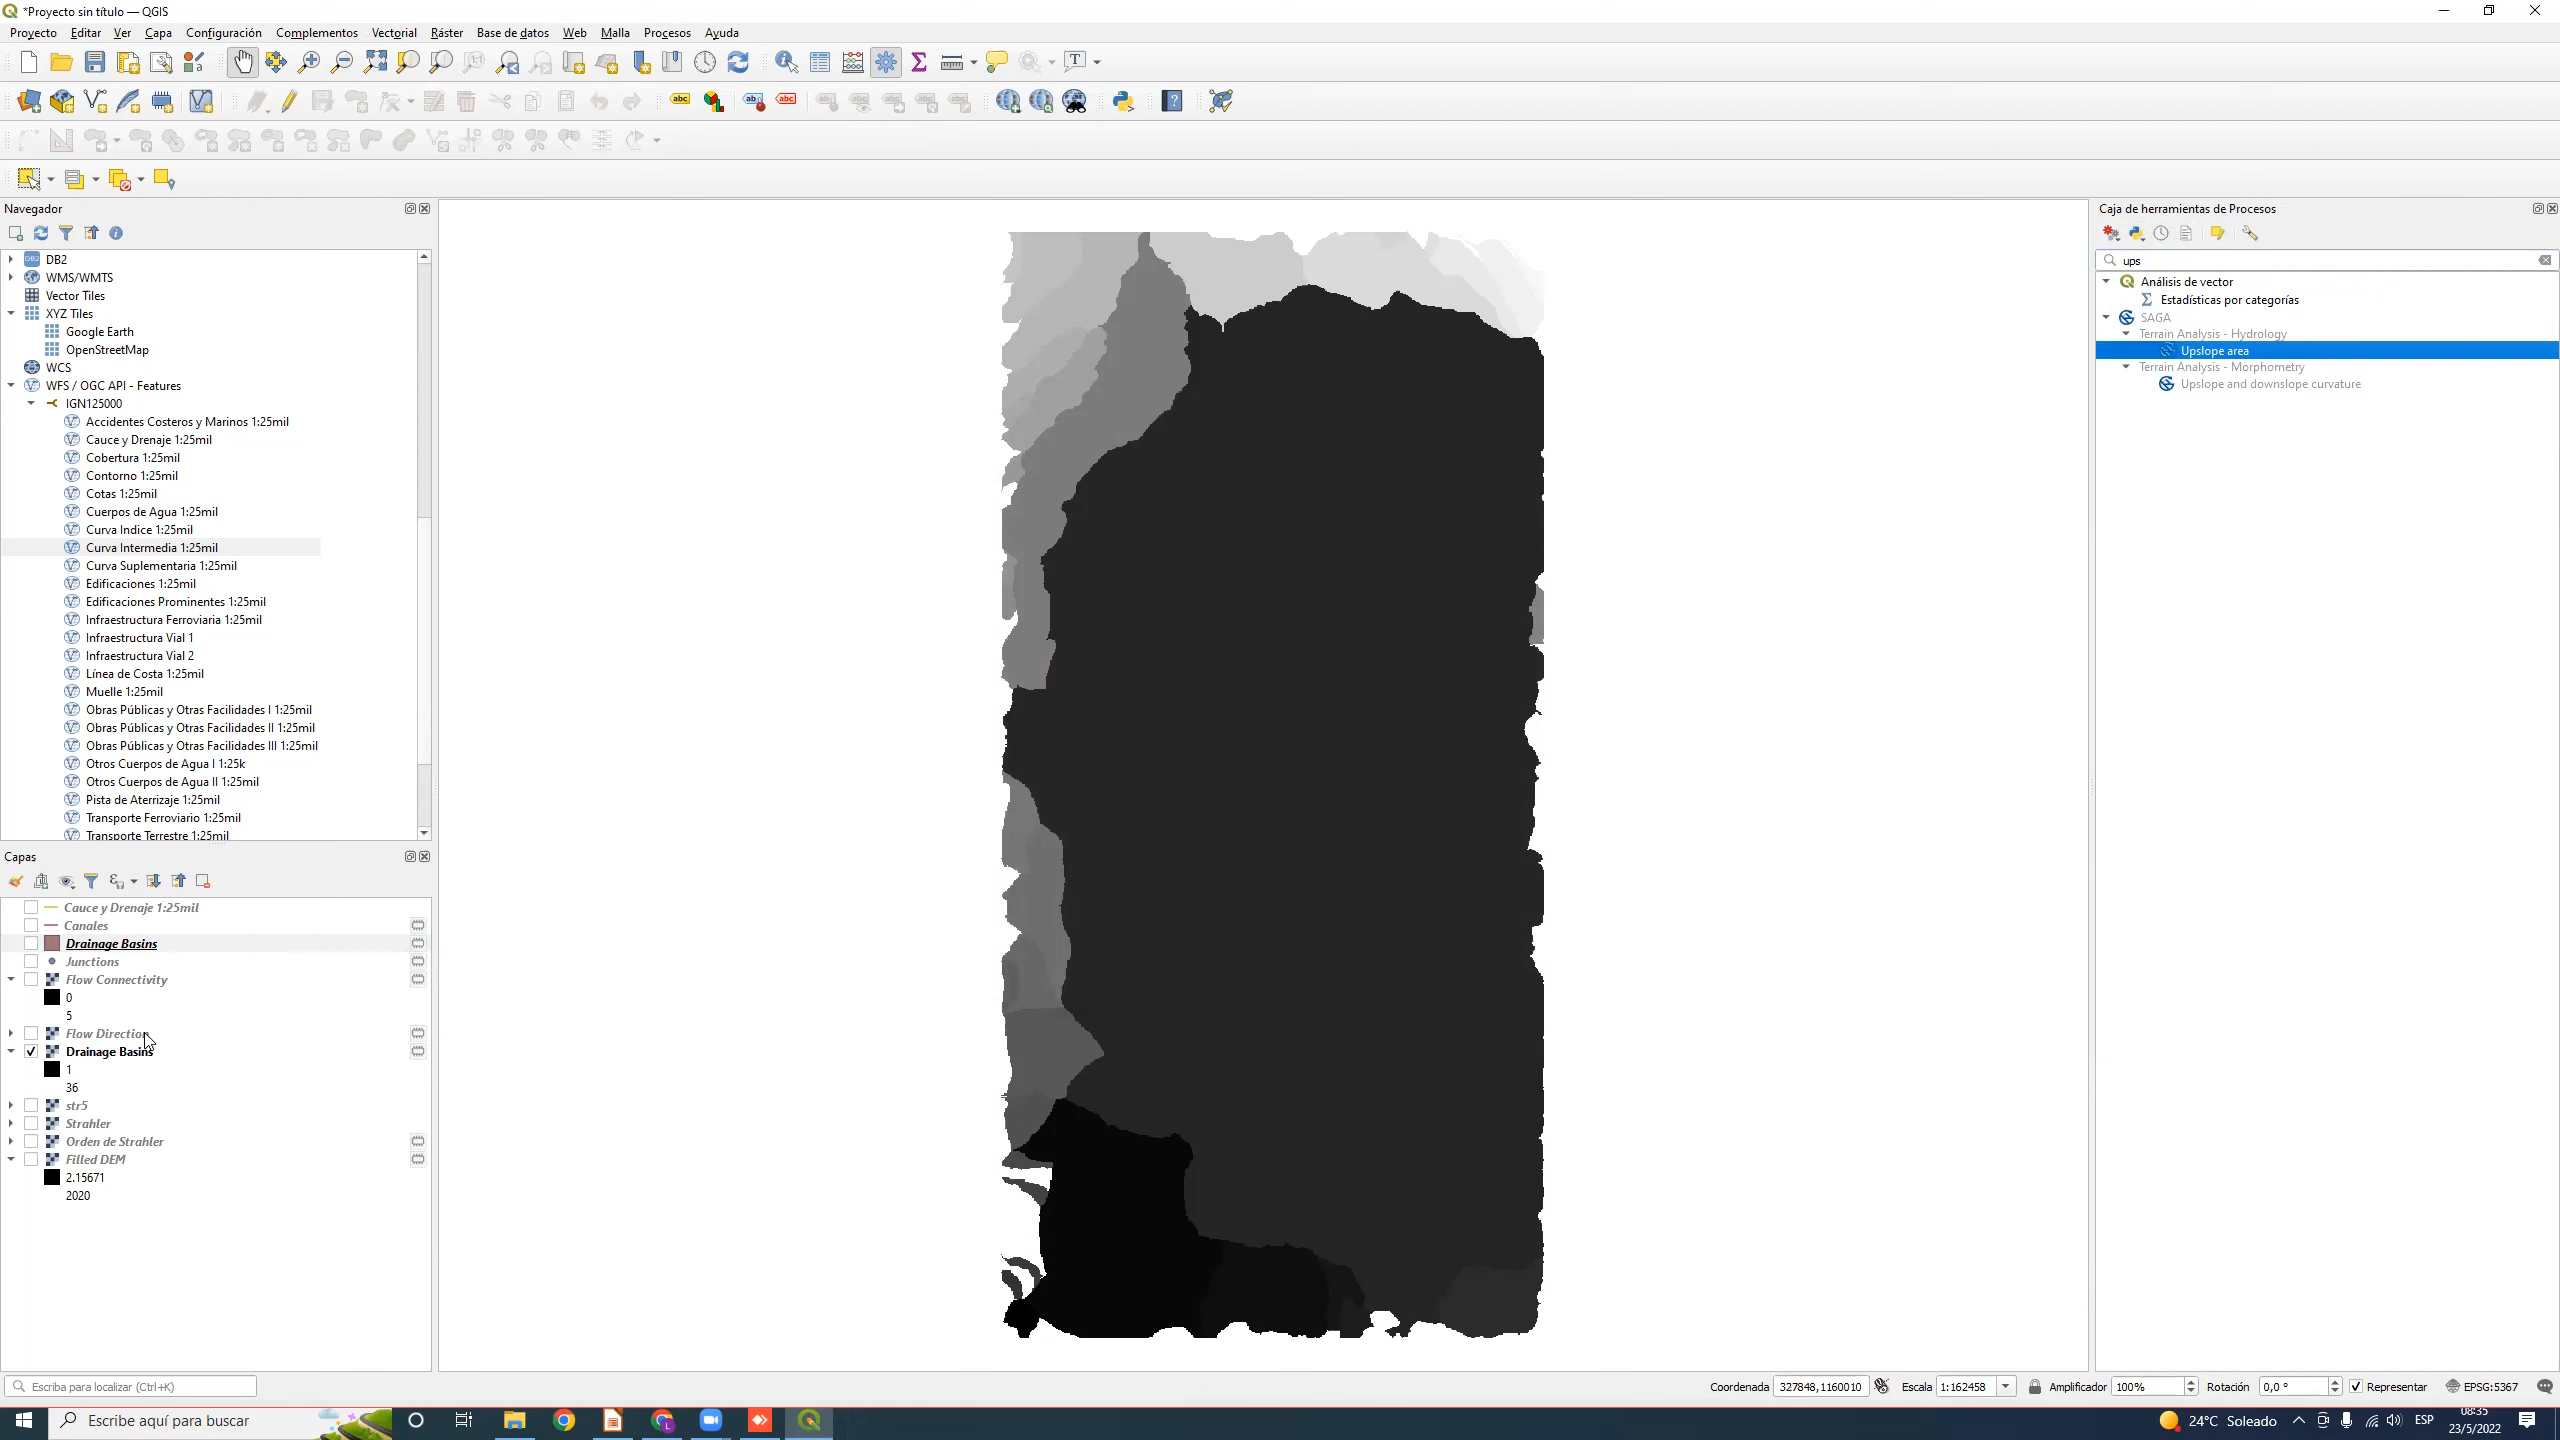 *Proyecto sin título — QGIS
Proyecto Editar Ver Capa Configuración Complementos Vectorial Ráster Base de datos Web Malla Procesos Ayuda
Navegador
DB2
WMS/WMTS
Vector Tiles
XYZ Tiles
Google Earth
OpenStreetMap
WCS
WFS / OGC API - Features
IGN125000
Accidentes Costeros y Marinos 1:25mil
Cauce y Drenaje 1:25mil
Cobertura 1:25mil
Contorno 1:25mil
Cotas 1:25mil
Cuerpos de Agua 1:25mil
Curva Indice 1:25mil
Curva Intermedia 1:25mil
Curva Suplementaria 1:25mil
Edificaciones 1:25mil
Edificaciones Prominentes 1:25mil
Infraestructura Ferroviaria 1:25mil
Infraestructura Vial 1
Infraestructura Vial 2
Línea de Costa 1:25mil
Muelle 1:25mil
Obras Públicas y Otras Facilidades I 1:25mil
Obras Públicas y Otras Facilidades II 1:25mil
Obras Públicas y Otras Facilidades III 1:25mil
Otros Cuerpos de Agua I 1:25k
Otros Cuerpos de Agua II 1:25mil
Pista de Aterrizaje 1:25mil
Transporte Ferroviario 1:25mil
Transporte Terrestre 1:25mil
Capas
Cauce y Drenaje 1:25mil
Canales
Drainage Basins
Junctions
Flow Connectivity
0
5
Flow Direction
Drainage Basins
1
36
str5
Strahler
Orden de Strahler
Filled DEM
2.15671
2020
Caja de herramientas de Procesos
ups
Análisis de vector
Estadísticas por categorías
SAGA
Terrain Analysis - Hydrology
Upslope area
Terrain Analysis - Morphometry
Upslope and downslope curvature
Escriba para localizar (Ctrl+K)
Coordenada 327848,1160010 Escala 1:162458 Amplificador 100% Rotación 0,0 ° Representar EPSG:5367
Escribe aquí para buscar
24°C Soleado ESP
08:35
23/5/2022